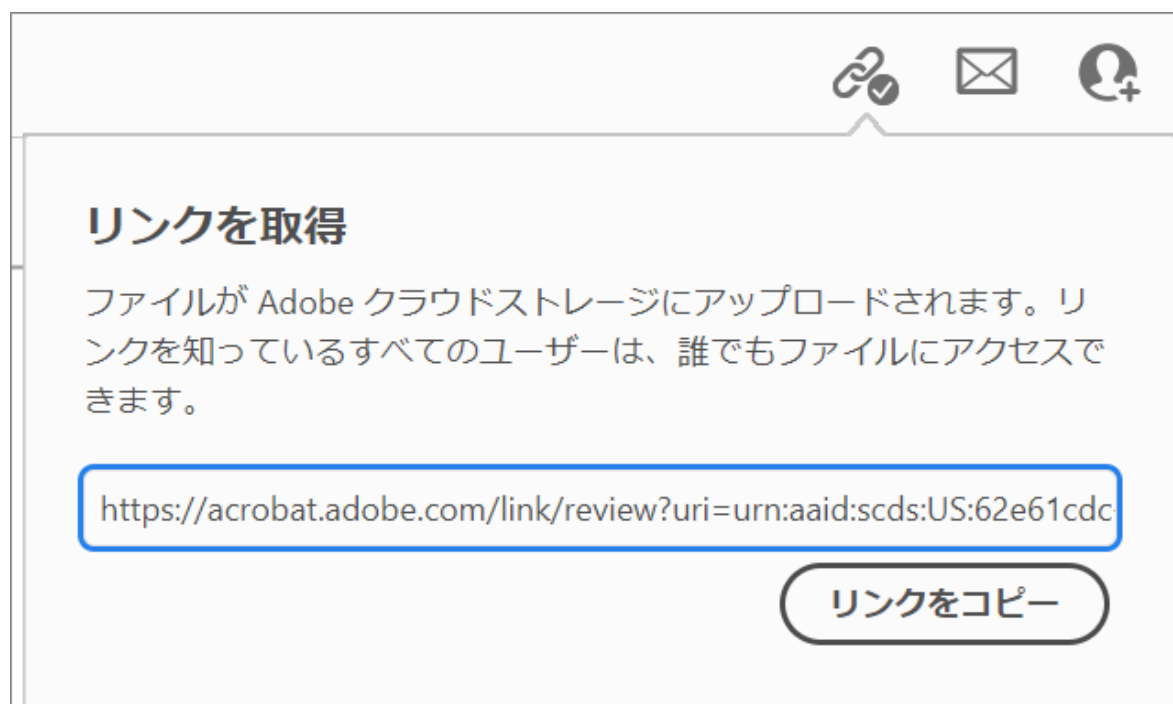 リンクを取得
ファイルが Adobe クラウドストレージにアップロードされます。リ
ンクを知っているすべてのユーザーは、誰でもファイルにアクセスで
きます。
https://acrobat.adobe.com/link/review?uri=urn:aaid:scds:US:62e61cdc-
リンクをコピー